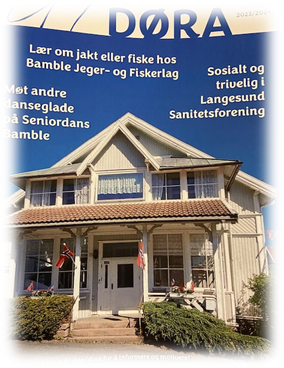 DØRA
Lær om jakt eller fiske hos
Bamble Jeger- og Fiskerlag
Sosialt og
trivelig i
Langesund
Sanitetsforening
Møt andre
danseglade
på Seniordans
Bamble